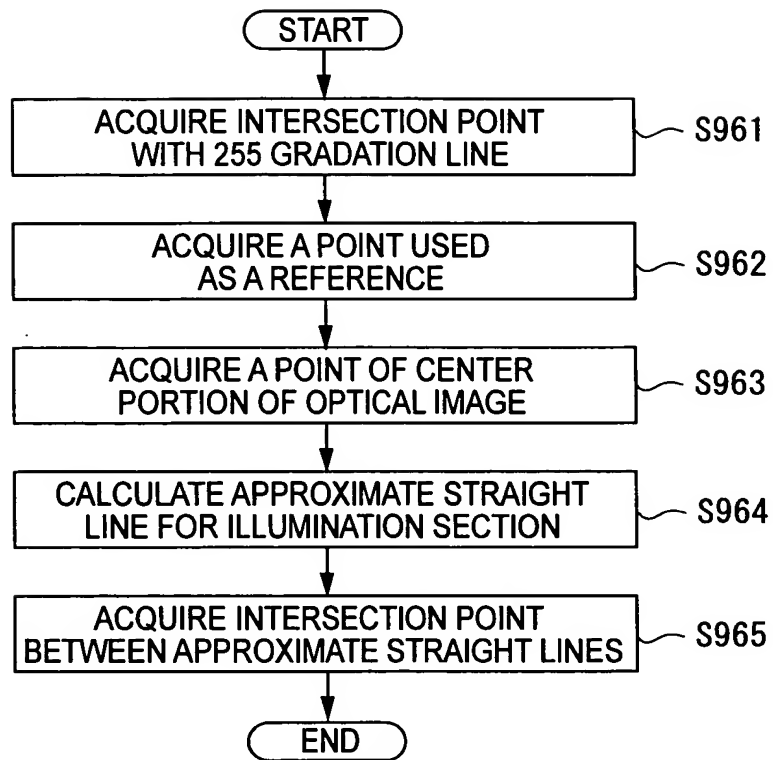 START
ACQUIRE INTERSECTION POINT
WITH 255 GRADATION LINE
S961
ACQUIRE A POINT USED
AS A REFERENCE
S962
ACQUIRE A POINT OF CENTER
PORTION OF OPTICAL IMAGE
S963
CALCULATE APPROXIMATE STRAIGHT
LINE FOR ILLUMINATION SECTION
S964
ACQUIRE INTERSECTION POINT
BETWEEN APPROXIMATE STRAIGHT LINES
S965
END